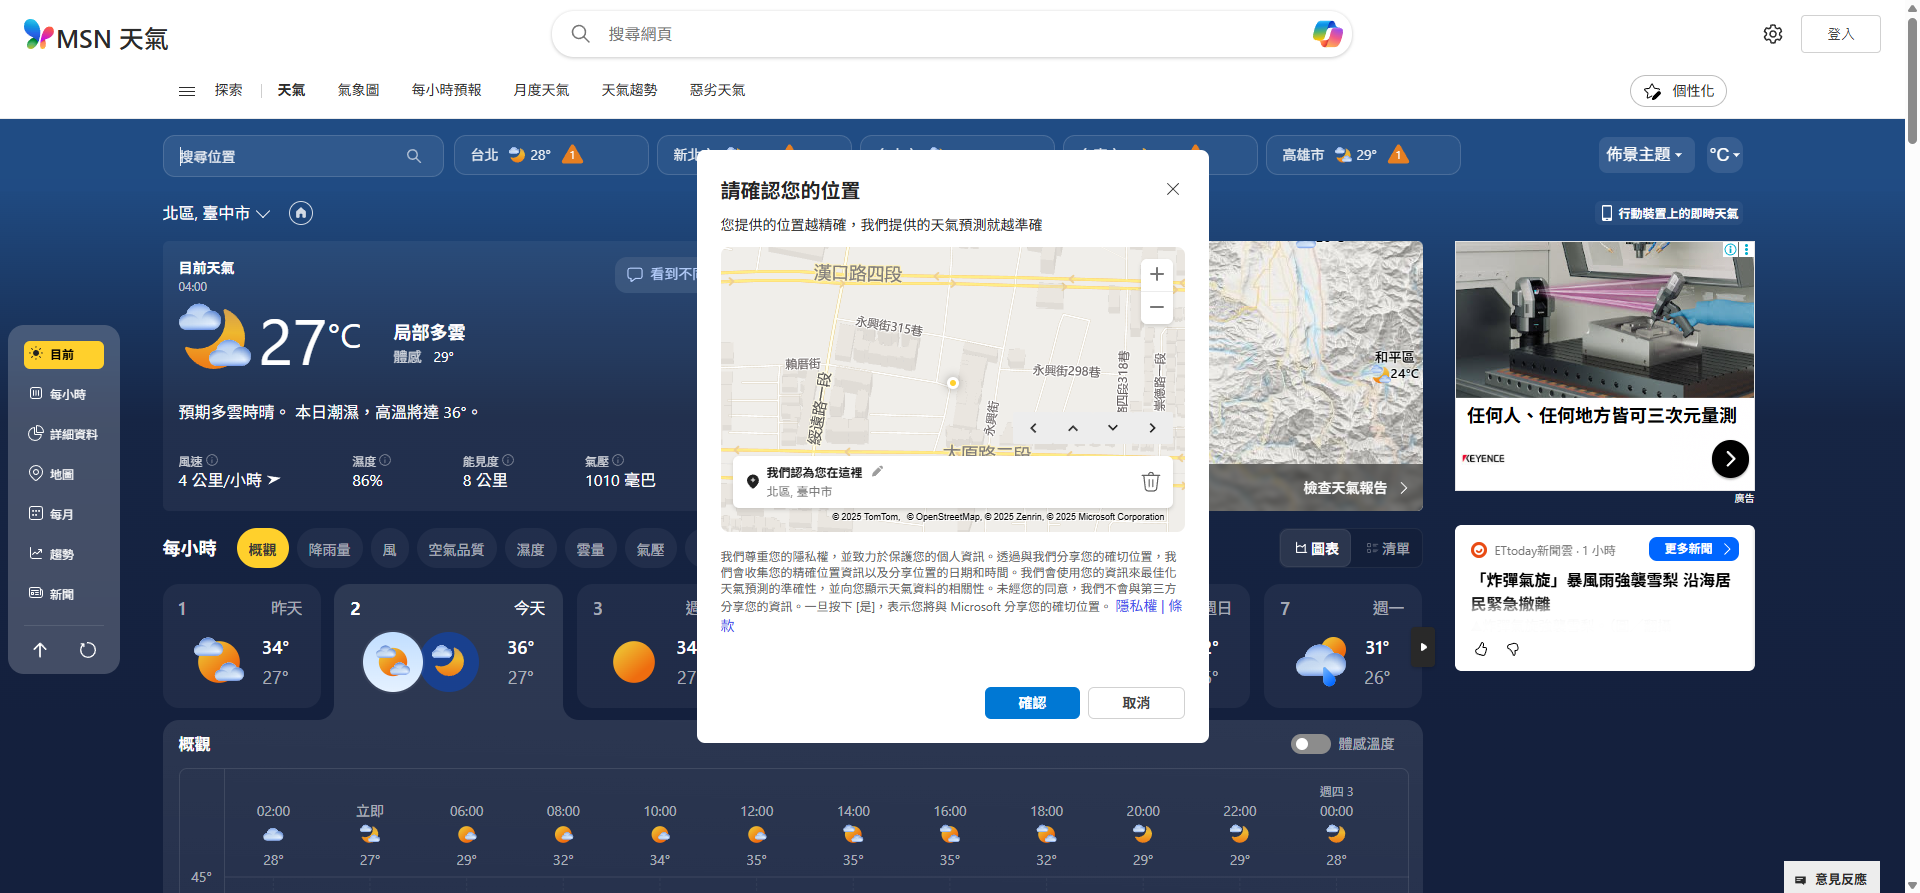 MSN 天氣
搜尋網頁
登入
探索
天氣
氣象圖
每小時預報
月度天氣
天氣趨勢
惡劣天氣
個性化
搜尋位置
台北 28° 1
新北
高雄市 29° 1
佈景主題
°C
北區, 臺中市
行動裝置上的即時天氣
目前天氣
04:00
看到不同
27°C
局部多雲
體感 29°
預期多雲時晴。 本日潮濕，高溫將達 36°。
風速
4 公里/小時
濕度
86%
能見度
8 公里
氣壓
1010 毫巴
目前
每小時
詳細資料
地圖
每月
趨勢
新聞
請確認您的位置
您提供的位置越精確，我們提供的天氣預測就越準確
漢口路四段
永興街315巷
賴厝街
永興街298巷
綏遠路一段
永興街
四段318巷
崇德路一段
太原路二段
我們認為您在這裡
北區, 臺中市
© 2025 TomTom, © OpenStreetMap, © 2025 Zenrin, © 2025 Microsoft Corporation
我們尊重您的隱私權，並致力於保護您的個人資訊。透過與我們分享您的確切位置，我
們會收集您的精確位置資訊以及分享位置的日期和時間。我們會使用您的資訊來最佳化
天氣預測的準確性，並向您顯示天氣資料的相關性。未經您的同意，我們不會與第三方
分享您的資訊。一旦按下 [是]，表示您將與 Microsoft 分享您的確切位置。 隱私權 | 條
款
確認
取消
和平區
24°C
檢查天氣報告
任何人、任何地方皆可三次元量測
KEYENCE
廣告
ETtoday新聞雲 · 1 小時
更多新聞
「炸彈氣旋」暴風雨強襲雪梨 沿海居
民緊急撤離
每小時
概觀
降雨量
風
空氣品質
濕度
雲量
氣壓
圖表
清單
1 昨天
34°
27°
2 今天
36°
27°
3 週
34
27
週日
7 週一
31°
26°
概觀
體感溫度
週四 3
02:00 立即 06:00 08:00 10:00 12:00 14:00 16:00 18:00 20:00 22:00 00:00
28° 27° 29° 32° 34° 35° 35° 35° 32° 29° 29° 28°
45°
意見反應